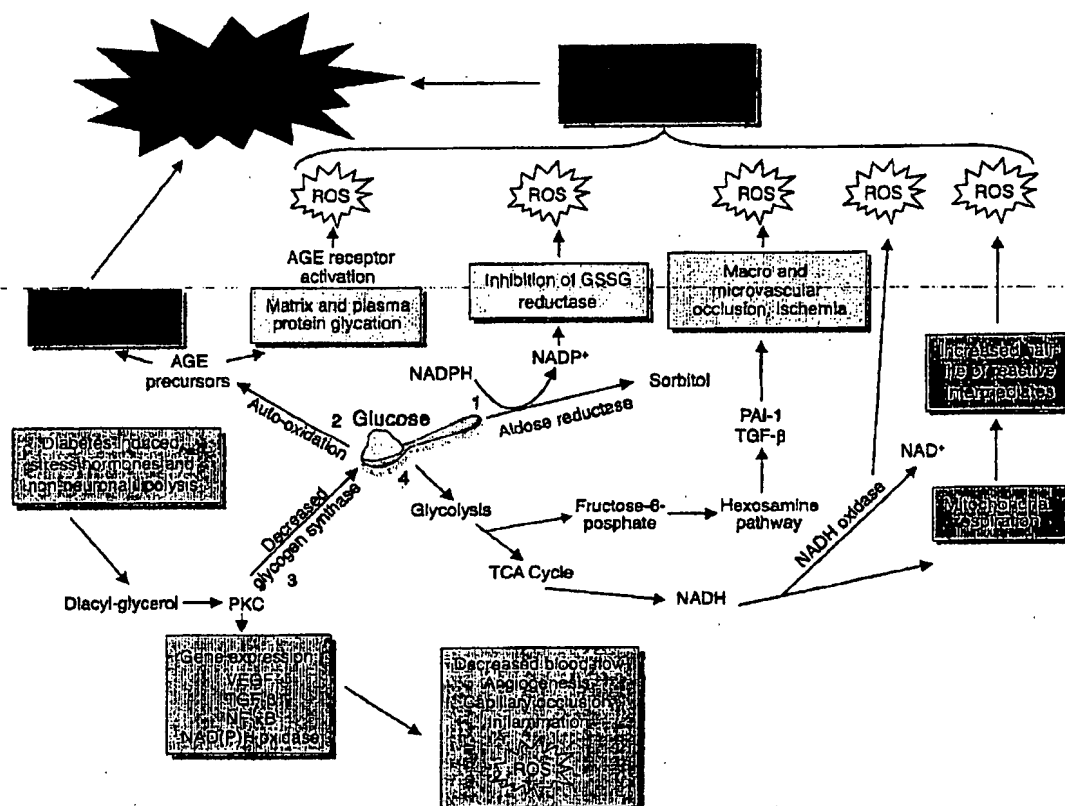 ROS
ROS
ROS
ROS
ROS
AGE receptor
activation
Matrix and plasma
protein glycation
Inhibition of GSSG
reductase
Macro and
microvascular
occlusion, ischemia
Increased half
life of reactive
intermediates
AGE
precursors
NADPH
NADP+
Sorbitol
Aldose reductase
1
2 Glucose
Auto-oxidation
4
PAI-1
TGF-β
NAD+
Diabetes induced
stress hormones and
non neuronal lipolysis
Decreased
glycogen synthase
3
Glycolysis
Fructose-6-
posphate
Hexosamine
pathway
NADH oxidase
Mitochondrial
respiration
TCA Cycle
NADH
Diacyl-glycerol
PKC
Gene expression
VEGF
TGF-β
NF-κB
NAD(P)H-oxidase
Decreased blood flow
Angiogenesis
Capillary occlusion
Inflammation
ROS